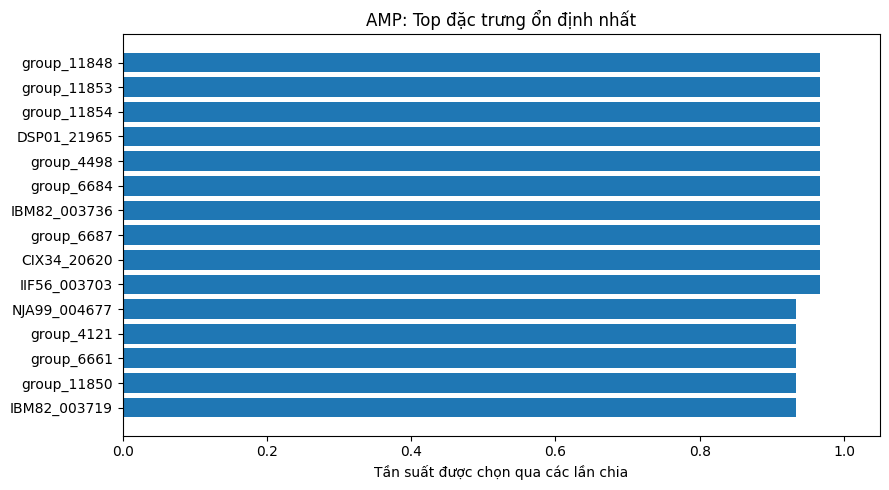 AMP: Top đặc trưng ổn định nhất
group_11848
group_11853
group_11854
DSP01_21965
group_4498
group_6684
IBM82_003736
group_6687
CIX34_20620
IIF56_003703
NJA99_004677
group_4121
group_6661
group_11850
IBM82_003719
0.0 0.2 0.4 0.6 0.8 1.0
Tần suất được chọn qua các lần chia